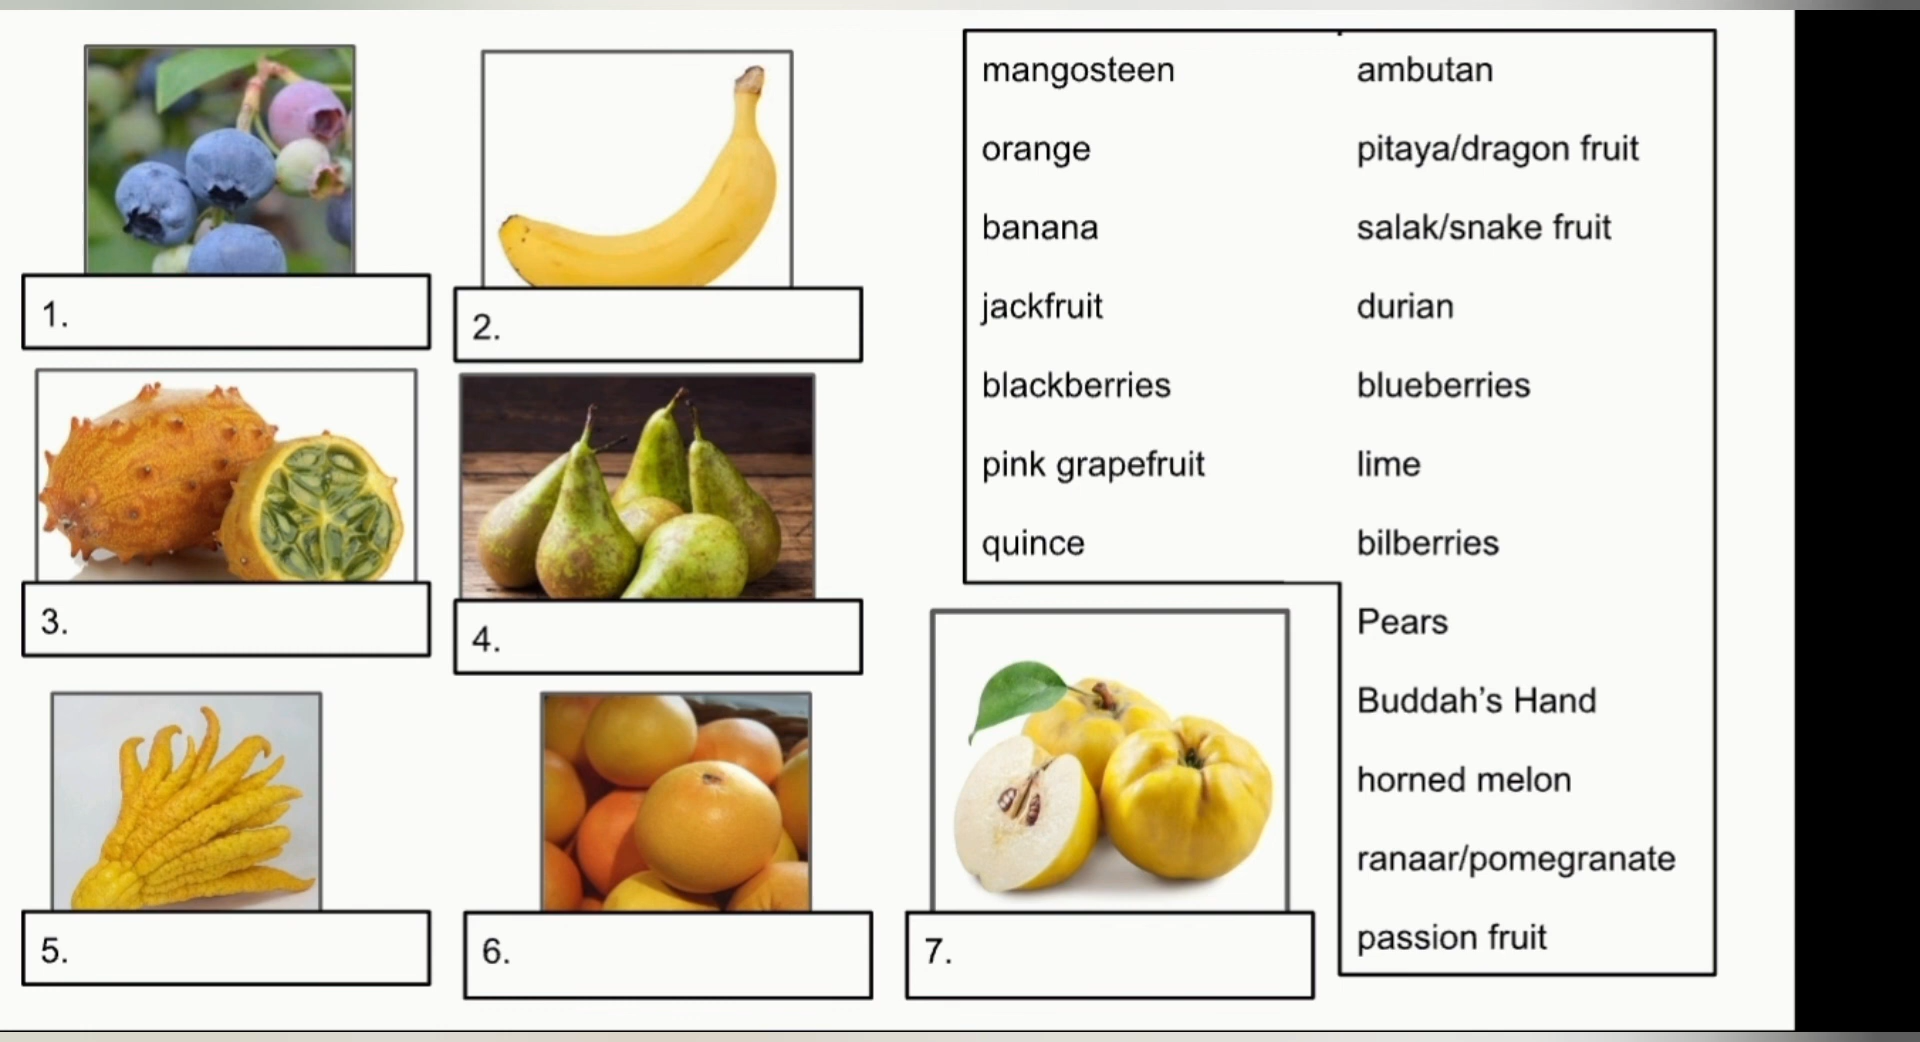 1.
2.
3.
4.
5.
6.
7.
mangosteen
orange
banana
jackfruit
blackberries
pink grapefruit
quince
ambutan
pitaya/dragon fruit
salak/snake fruit
durian
blueberries
lime
bilberries
Pears
Buddah’s Hand
horned melon
ranaar/pomegranate
passion fruit